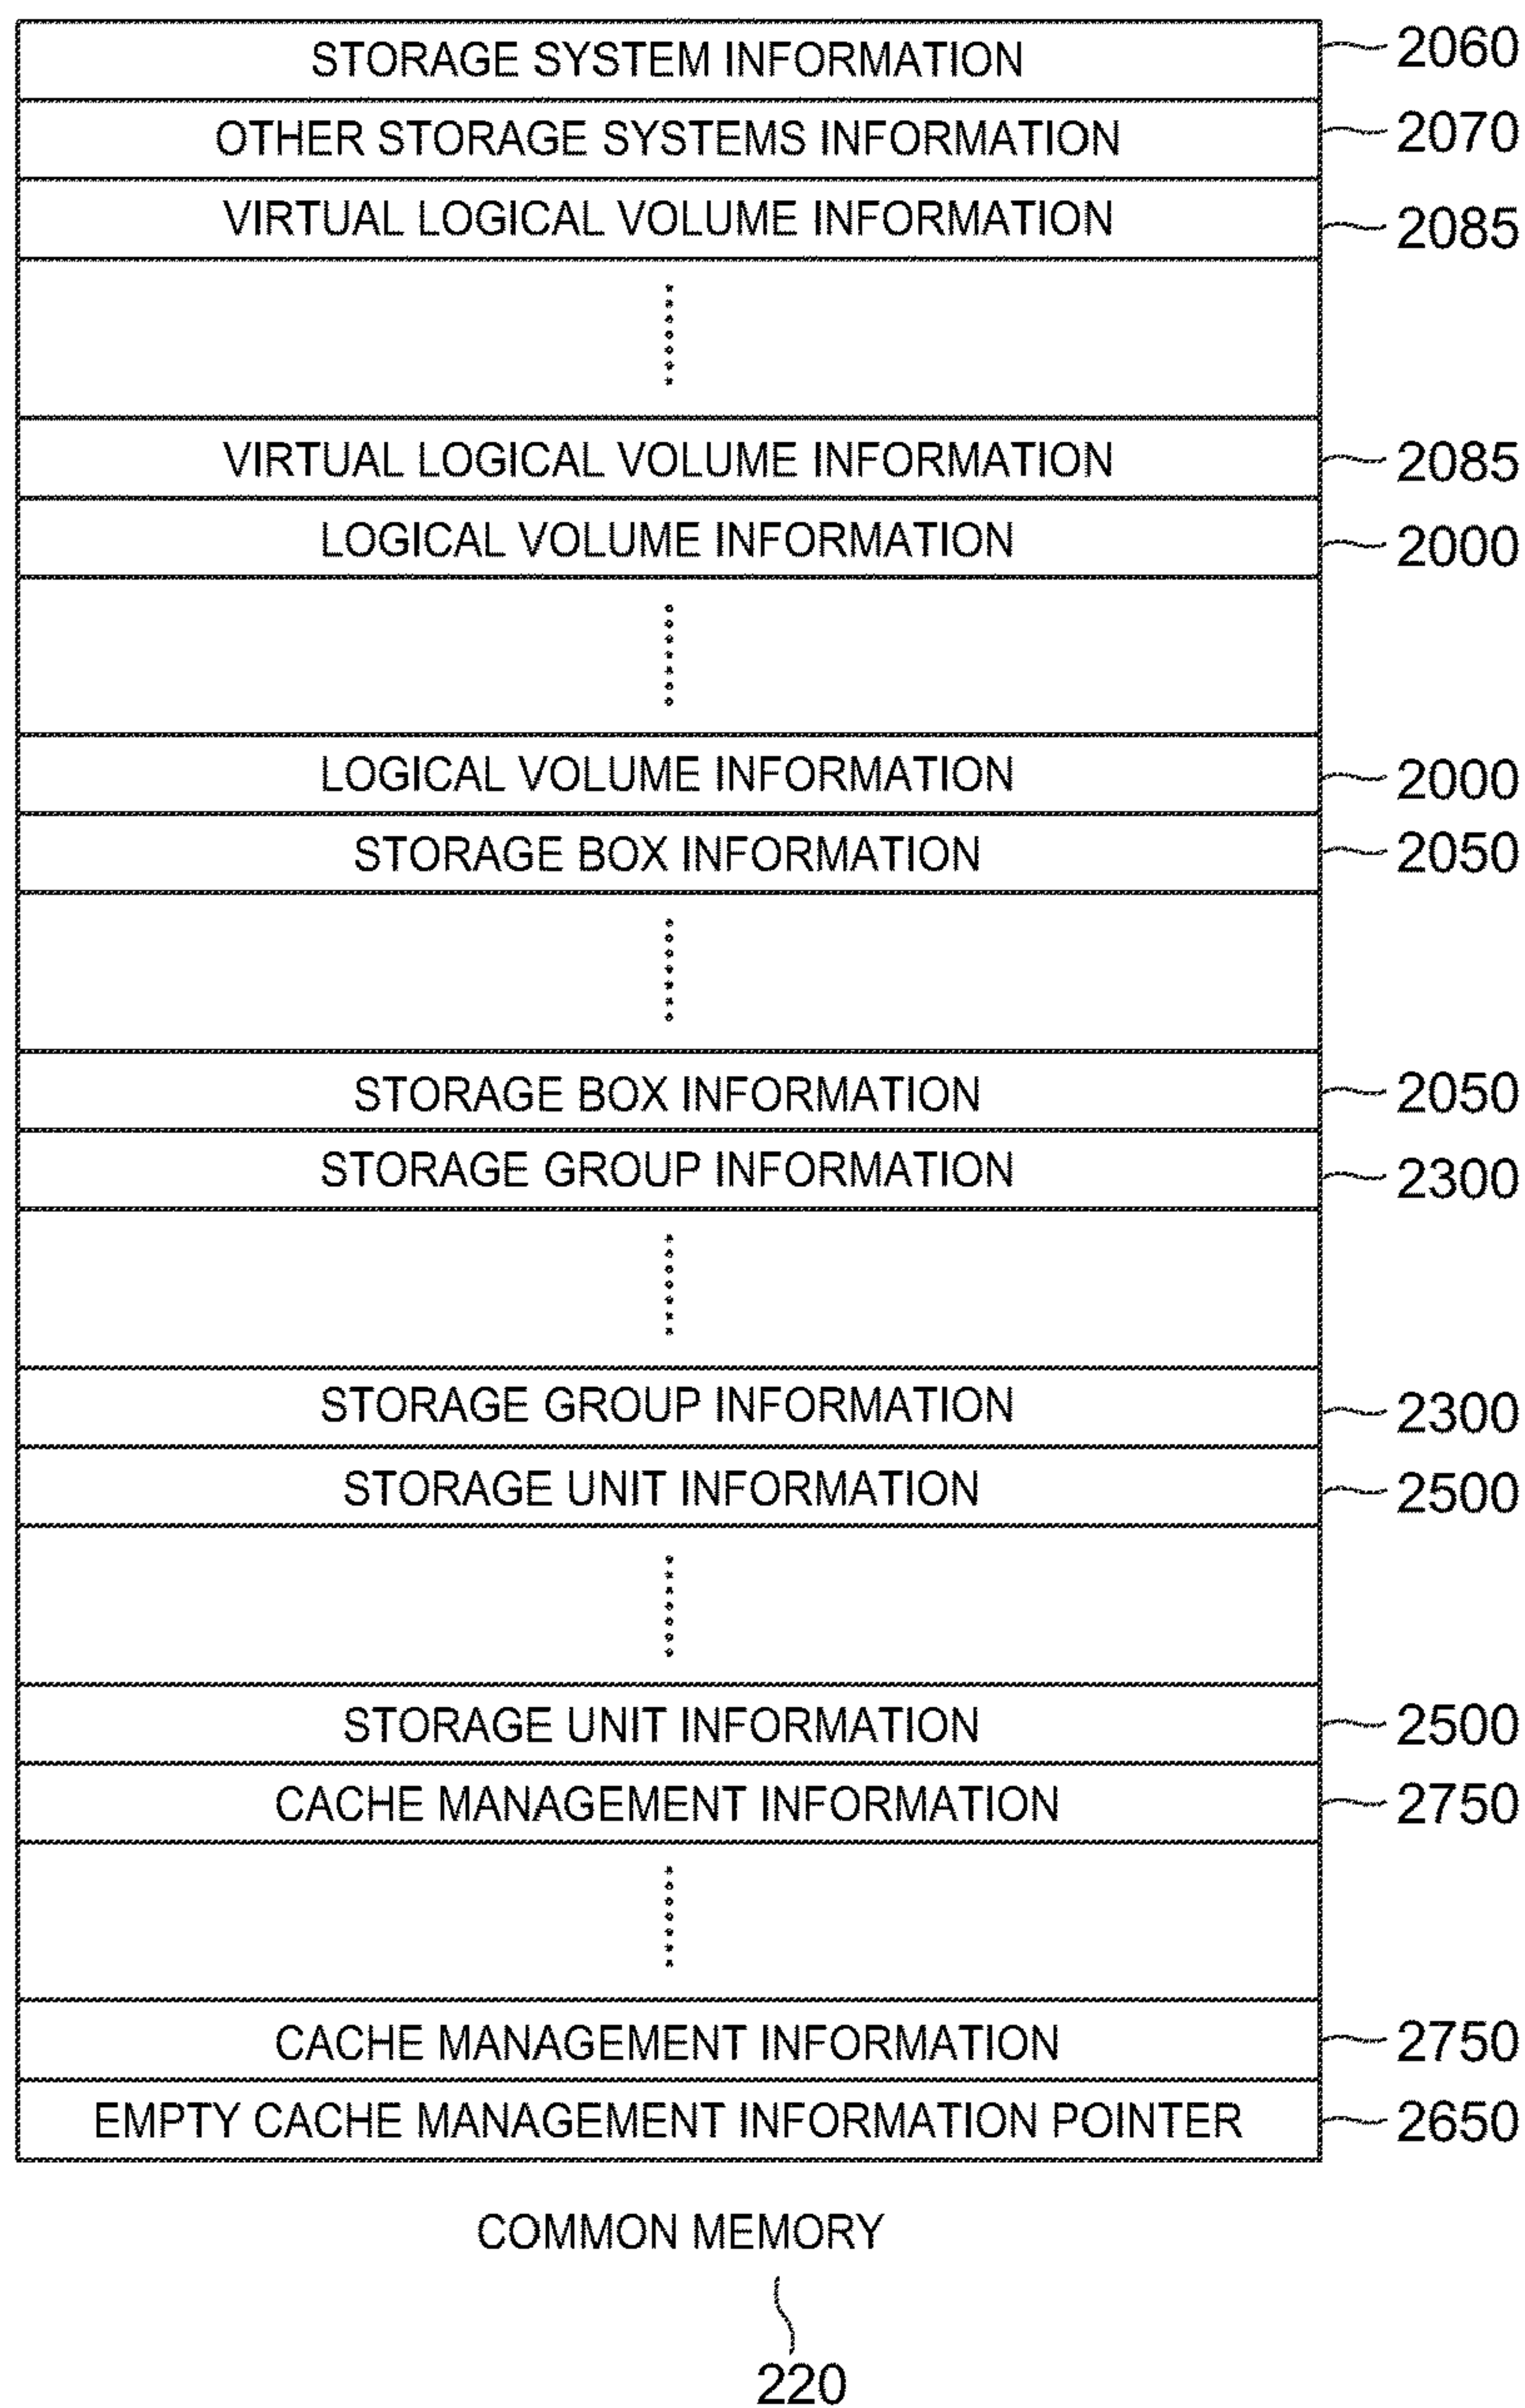 STORAGE SYSTEM INFORMATION 2060
OTHER STORAGE SYSTEMS INFORMATION 2070
VIRTUAL LOGICAL VOLUME INFORMATION 2085
VIRTUAL LOGICAL VOLUME INFORMATION 2085
LOGICAL VOLUME INFORMATION 2000
LOGICAL VOLUME INFORMATION 2000
STORAGE BOX INFORMATION 2050
STORAGE BOX INFORMATION 2050
STORAGE GROUP INFORMATION 2300
STORAGE GROUP INFORMATION 2300
STORAGE UNIT INFORMATION 2500
STORAGE UNIT INFORMATION 2500
CACHE MANAGEMENT INFORMATION 2750
CACHE MANAGEMENT INFORMATION 2750
EMPTY CACHE MANAGEMENT INFORMATION POINTER 2650
COMMON MEMORY
220